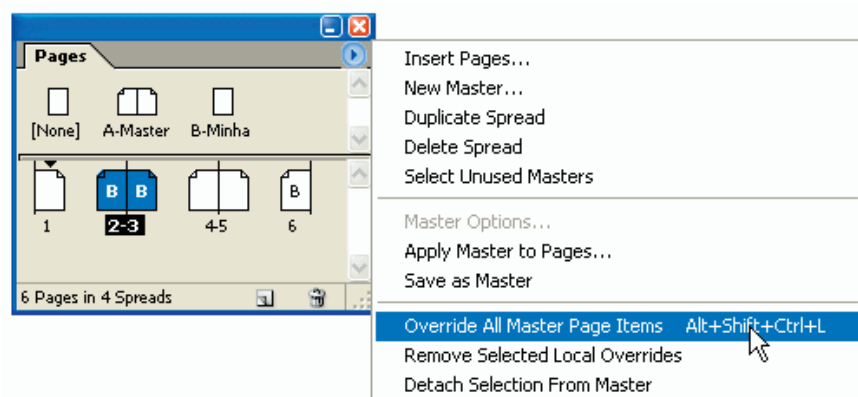 Pages
[None] A-Master B-Minha
B B B
1 2-3 4-5 6
6 Pages in 4 Spreads
Insert Pages...
New Master...
Duplicate Spread
Delete Spread
Select Unused Masters
Master Options...
Apply Master to Pages...
Save as Master
Override All Master Page Items Alt+Shift+Ctrl+L
Remove Selected Local Overrides
Detach Selection From Master